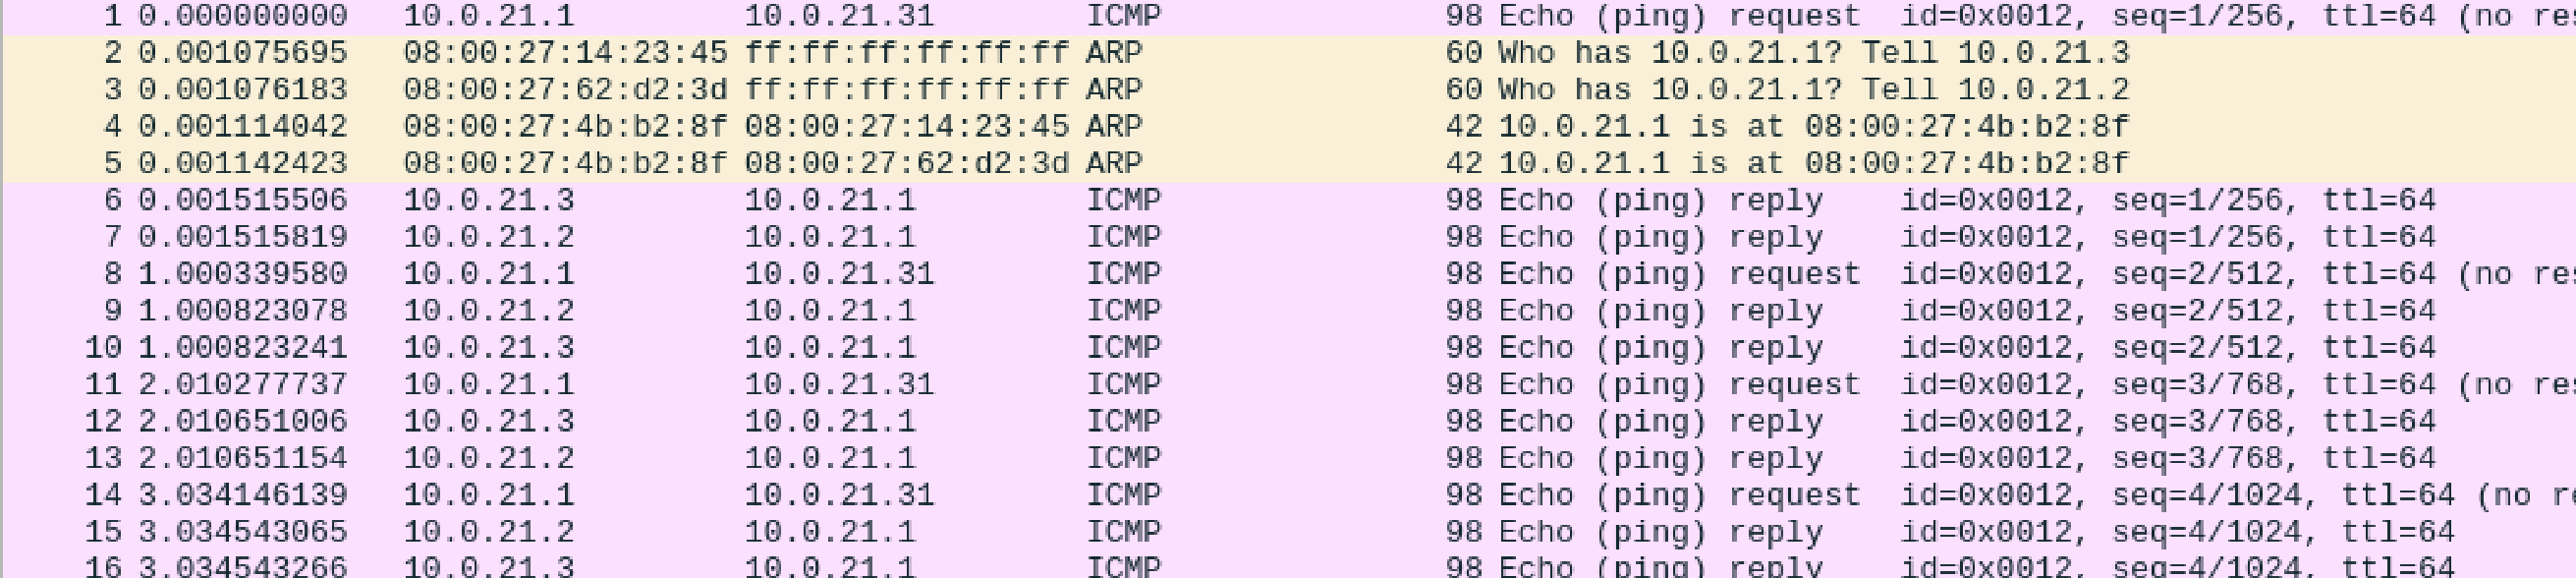 1 0.000000000 10.0.21.1 10.0.21.31 ICMP 98 Echo (ping) request id=0x0012, seq=1/256, ttl=64 (no
2 0.001075695 08:00:27:14:23:45 ff:ff:ff:ff:ff:ff ARP 60 Who has 10.0.21.1? Tell 10.0.21.3
3 0.001076183 08:00:27:62:d2:3d ff:ff:ff:ff:ff:ff ARP 60 Who has 10.0.21.1? Tell 10.0.21.2
4 0.001114042 08:00:27:4b:b2:8f 08:00:27:14:23:45 ARP 42 10.0.21.1 is at 08:00:27:4b:b2:8f
5 0.001142423 08:00:27:4b:b2:8f 08:00:27:62:d2:3d ARP 42 10.0.21.1 is at 08:00:27:4b:b2:8f
6 0.001515506 10.0.21.3 10.0.21.1 ICMP 98 Echo (ping) reply id=0x0012, seq=1/256, ttl=64
7 0.001515819 10.0.21.2 10.0.21.1 ICMP 98 Echo (ping) reply id=0x0012, seq=1/256, ttl=64
8 1.000339580 10.0.21.1 10.0.21.31 ICMP 98 Echo (ping) request id=0x0012, seq=2/512, ttl=64 (no
9 1.000823078 10.0.21.2 10.0.21.1 ICMP 98 Echo (ping) reply id=0x0012, seq=2/512, ttl=64
10 1.000823241 10.0.21.3 10.0.21.1 ICMP 98 Echo (ping) reply id=0x0012, seq=2/512, ttl=64
11 2.010277737 10.0.21.1 10.0.21.31 ICMP 98 Echo (ping) request id=0x0012, seq=3/768, ttl=64 (no
12 2.010651006 10.0.21.3 10.0.21.1 ICMP 98 Echo (ping) reply id=0x0012, seq=3/768, ttl=64
13 2.010651154 10.0.21.2 10.0.21.1 ICMP 98 Echo (ping) reply id=0x0012, seq=3/768, ttl=64
14 3.034146139 10.0.21.1 10.0.21.31 ICMP 98 Echo (ping) request id=0x0012, seq=4/1024, ttl=64 (no
15 3.034543065 10.0.21.2 10.0.21.1 ICMP 98 Echo (ping) reply id=0x0012, seq=4/1024, ttl=64
16 3.034543266 10.0.21.3 10.0.21.1 ICMP 98 Echo (ping) reply id=0x0012, seq=4/1024, ttl=64